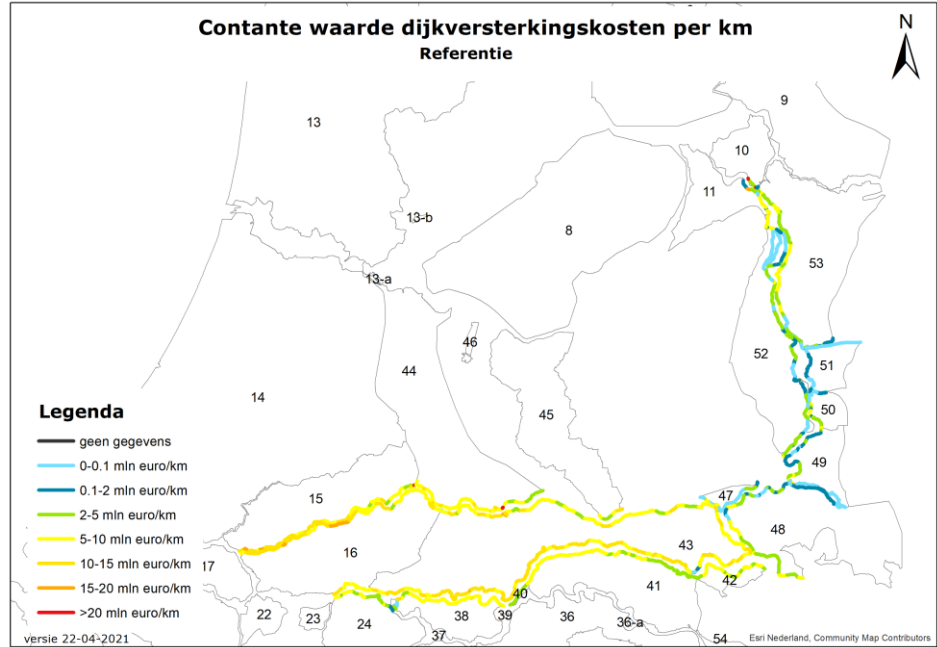 Contante waarde dijkversterkingskosten per km
Referentie
N
9
13
10
11
13-b
8
53
13-a
46
52
51
44
14
45
50
49
Legenda
geen gegevens
0-0.1 mln euro/km
0.1-2 mln euro/km
2-5 mln euro/km
5-10 mln euro/km
10-15 mln euro/km
15-20 mln euro/km
>20 mln euro/km
15
47
48
16
43
17
42
41
40
22
23
24
38
39
36
36-a
37
54
versie 22-04-2021
Esri Nederland, Community Map Contributors